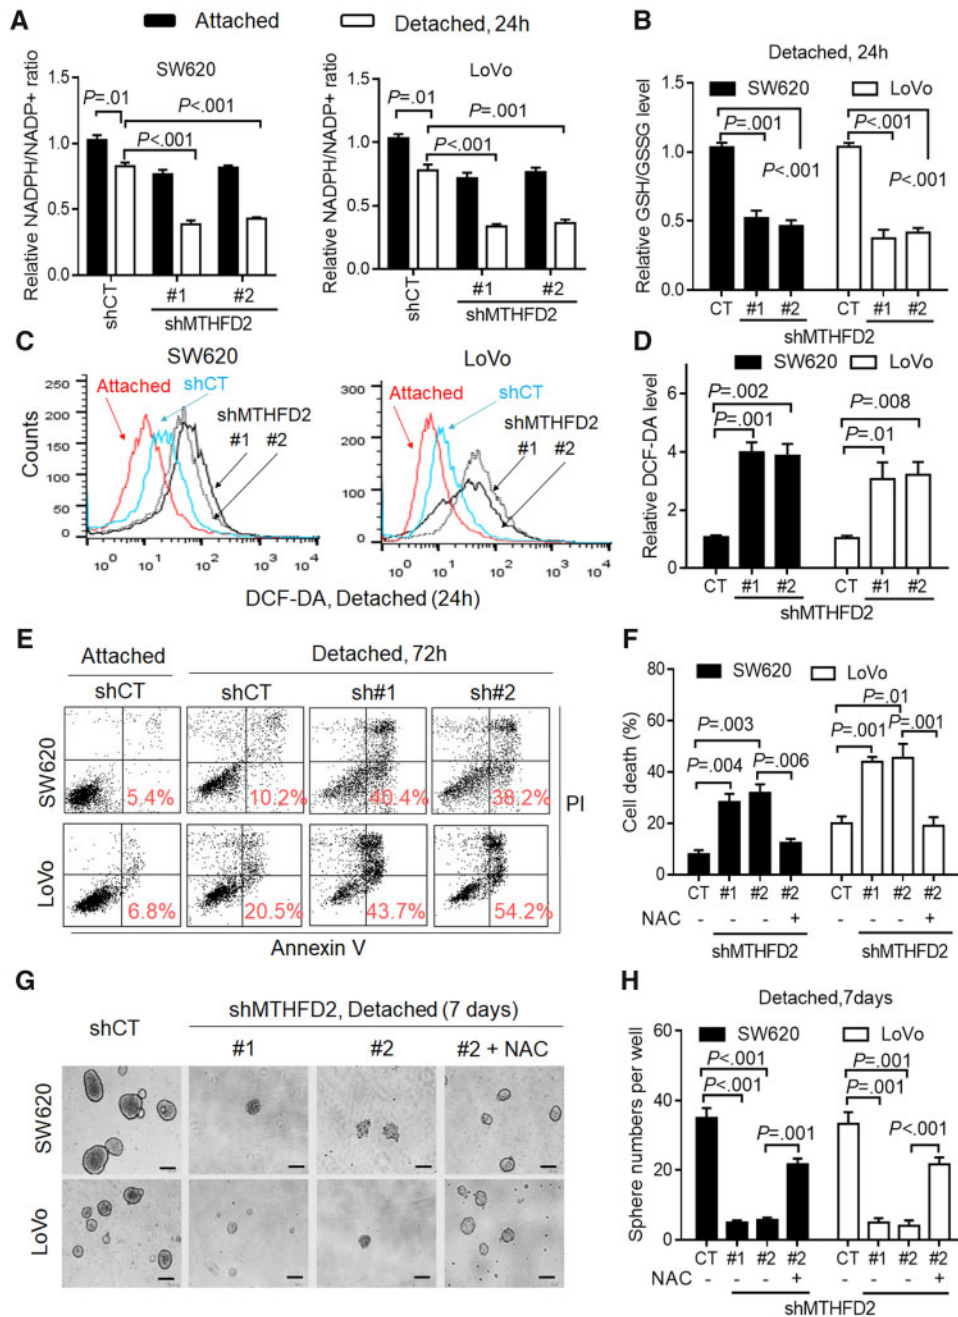 A
Attached
Detached, 24h
SW620
Relative NADPH/NADP+ ratio
1.5
1.0
0.5
0.0
P=.01
P<.001
P<.001
shCT
#1
#2
shMTHFD2
LoVo
Relative NADPH/NADP+ ratio
1.5
1.0
0.5
0.0
P=.01
P=.001
P<.001
shCT
#1
#2
shMTHFD2
B
Detached, 24h
SW620
LoVo
Relative GSH/GSSG level
1.5
1.0
0.5
0.0
P=.001
P<.001
P<.001
P<.001
CT
#1
#2
CT
#1
#2
shMTHFD2
C
SW620
Counts
250
200
150
100
50
0
Attached
shCT
shMTHFD2
#1
#2
10⁰
10¹
10²
10³
10⁴
LoVo
300
200
100
0
Attached
shCT
shMTHFD2
#1
#2
10⁰
10¹
10²
10³
10⁴
DCF-DA, Detached (24h)
D
SW620
LoVo
Relative DCF-DA level
6
4
2
0
P=.002
P=.001
P=.008
P=.01
CT
#1
#2
CT
#1
#2
shMTHFD2
E
Attached
Detached, 72h
shCT
shCT
sh#1
sh#2
SW620
5.4%
10.2%
40.4%
38.2%
PI
LoVo
6.8%
20.5%
43.7%
54.2%
Annexin V
F
SW620
LoVo
Cell death (%)
80
60
40
20
0
P=.003
P=.004
P=.006
P=.01
P=.001
P=.001
CT
#1
#2
#2
CT
#1
#2
#2
NAC
-
-
-
+
-
-
-
+
shMTHFD2
shMTHFD2
G
shCT
shMTHFD2, Detached (7 days)
#1
#2
#2 + NAC
SW620
LoVo
H
Detached,7days
SW620
LoVo
Sphere numbers per well
60
40
20
0
P<.001
P<.001
P=.001
P=.001
P=.001
P<.001
CT
#1
#2
#2
CT
#1
#2
#2
NAC
-
-
-
+
-
-
-
+
shMTHFD2